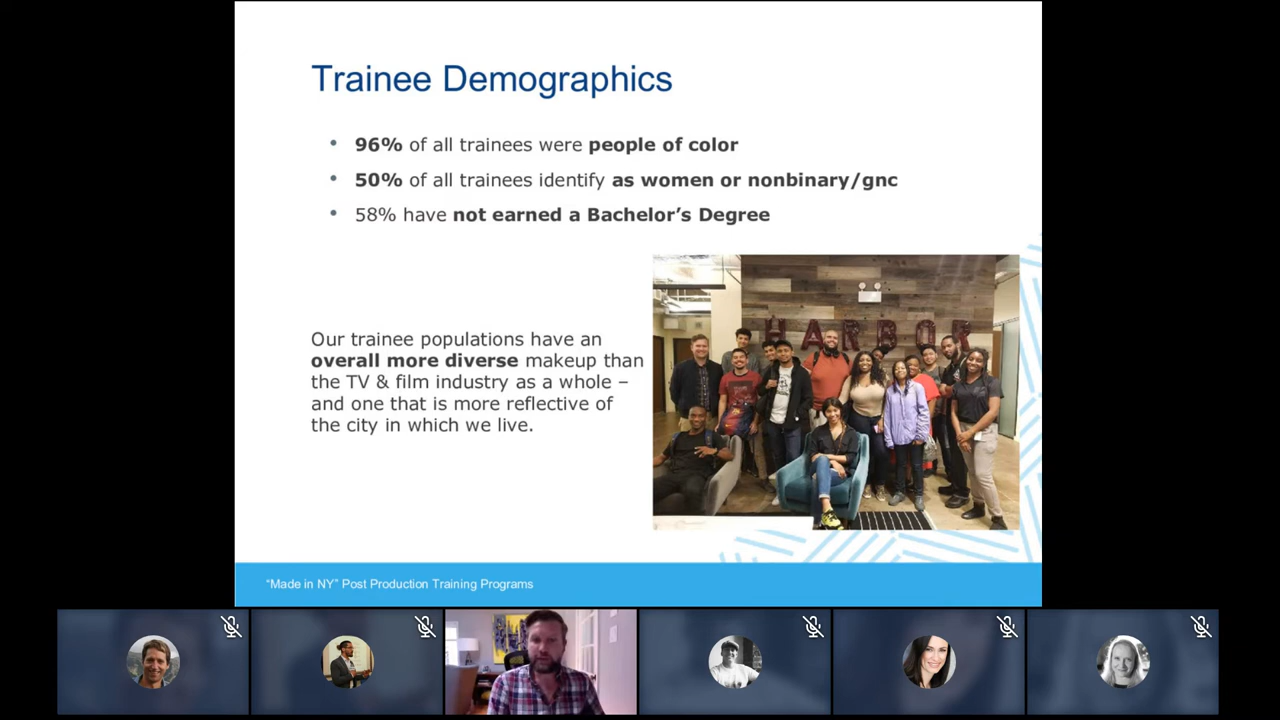 Trainee Demographics
• 96% of all trainees were people of color
• 50% of all trainees identify as women or nonbinary/gnc
• 58% have not earned a Bachelor’s Degree
Our trainee populations have an
overall more diverse makeup than
the TV & film industry as a whole –
and one that is more reflective of
the city in which we live.
HARBOR
“Made in NY” Post Production Training Programs